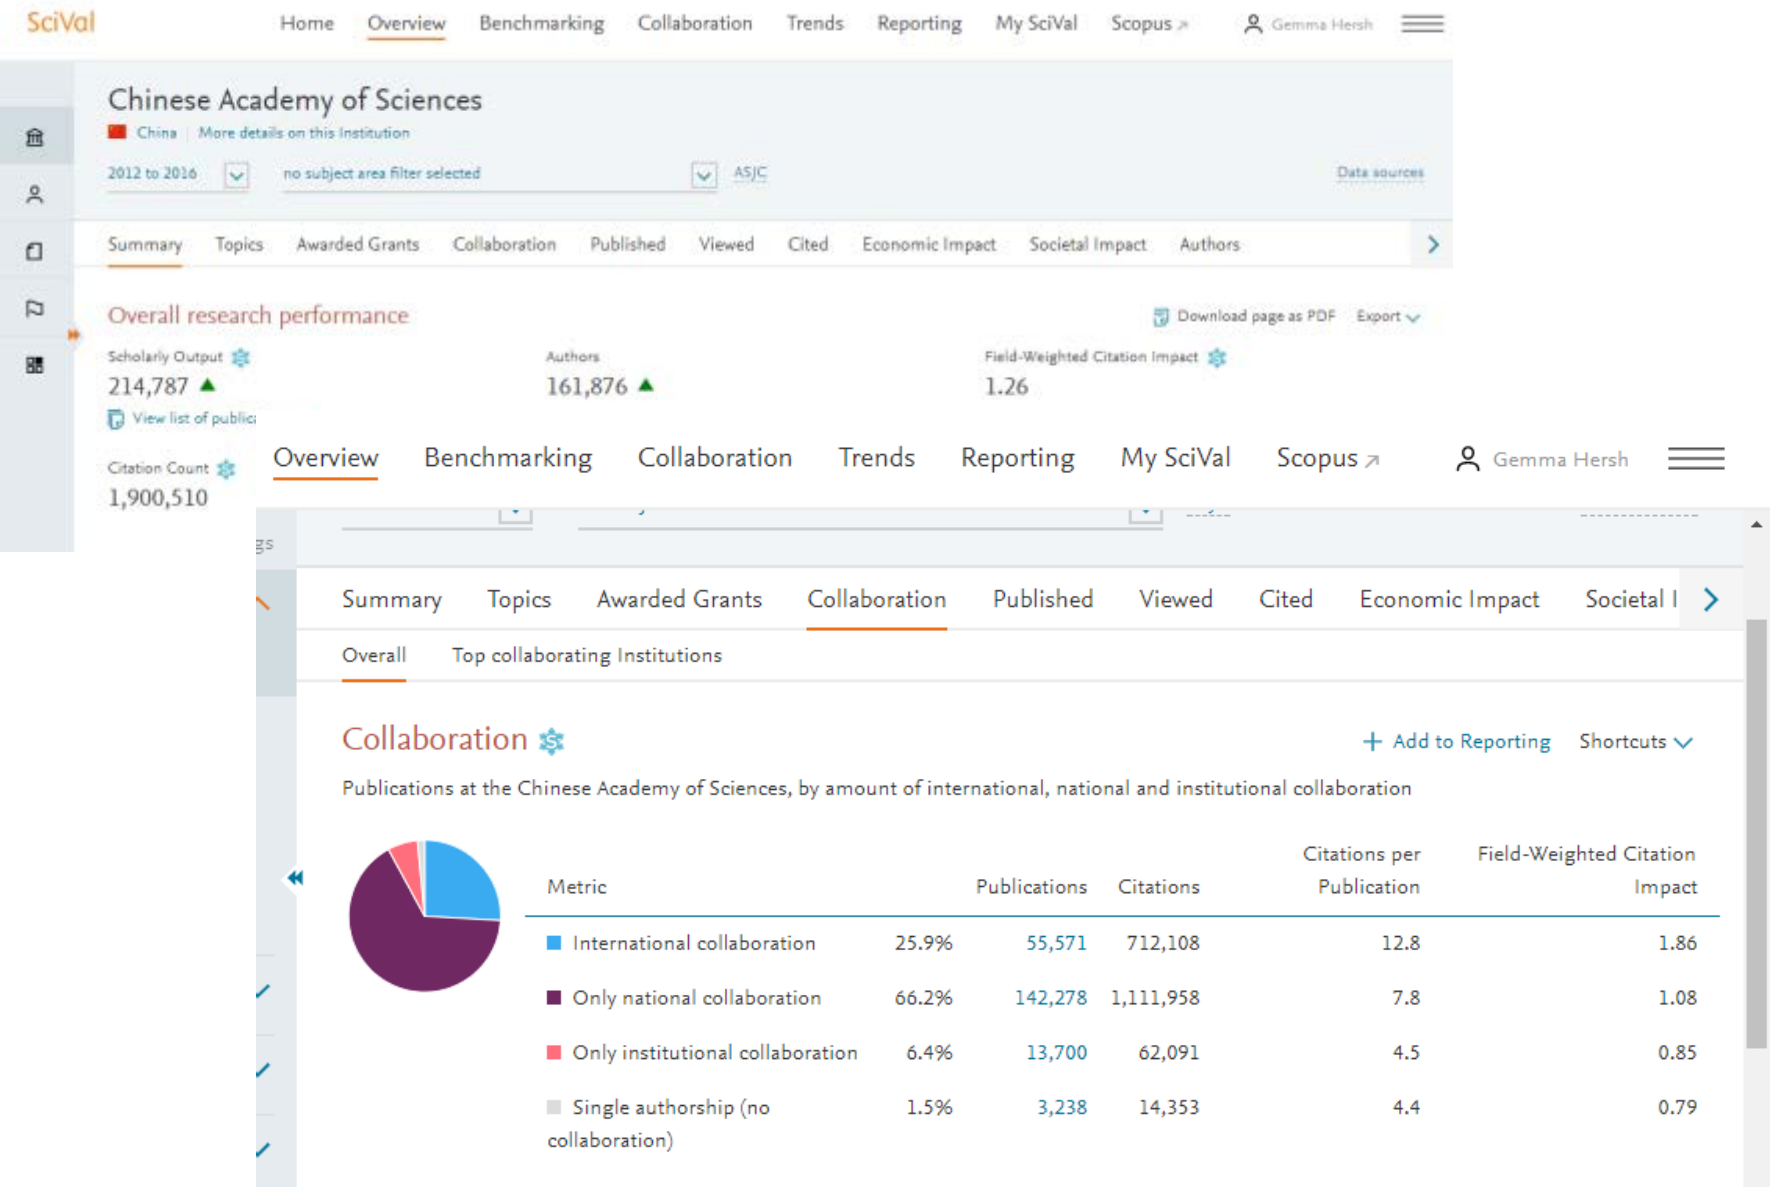 SciVal
Home Overview Benchmarking Collaboration Trends Reporting My SciVal Scopus Gemma Hersh
Chinese Academy of Sciences
China More details on this Institution
2012 to 2016 no subject area filter selected ASJC Data sources
Summary Topics Awarded Grants Collaboration Published Viewed Cited Economic Impact Societal Impact Authors
Overall research performance Download page as PDF Export
Scholarly Output Authors Field-Weighted Citation Impact
214,787 161,876 1.26
View list of public
Citation Count
1,900,510
Overview Benchmarking Collaboration Trends Reporting My SciVal Scopus Gemma Hersh
gs
Summary Topics Awarded Grants Collaboration Published Viewed Cited Economic Impact Societal I
Overall Top collaborating Institutions
Collaboration + Add to Reporting Shortcuts
Publications at the Chinese Academy of Sciences, by amount of international, national and institutional collaboration
Metric Publications Citations Citations per Publication Field-Weighted Citation Impact
International collaboration 25.9% 55,571 712,108 12.8 1.86
Only national collaboration 66.2% 142,278 1,111,958 7.8 1.08
Only institutional collaboration 6.4% 13,700 62,091 4.5 0.85
Single authorship (no 1.5% 3,238 14,353 4.4 0.79
collaboration)